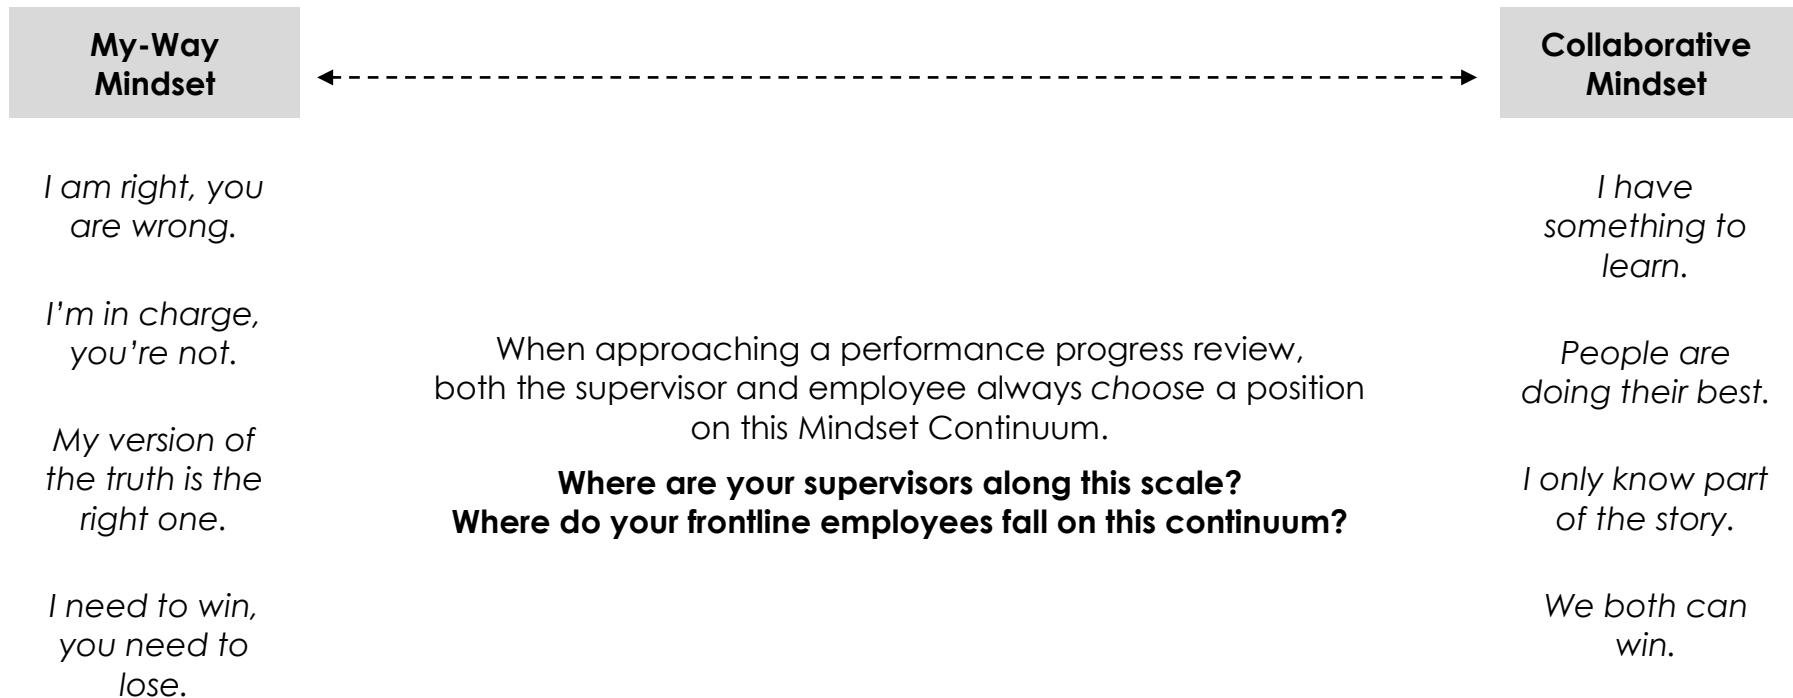 My-Way
Mindset
Collaborative
Mindset
I am right, you
are wrong.
I’m in charge,
you’re not.
My version of
the truth is the
right one.
I need to win,
you need to
lose.
When approaching a performance progress review,
both the supervisor and employee always choose a position
on this Mindset Continuum.
Where are your supervisors along this scale?
Where do your frontline employees fall on this continuum?
I have
something to
learn.
People are
doing their best.
I only know part
of the story.
We both can
win.